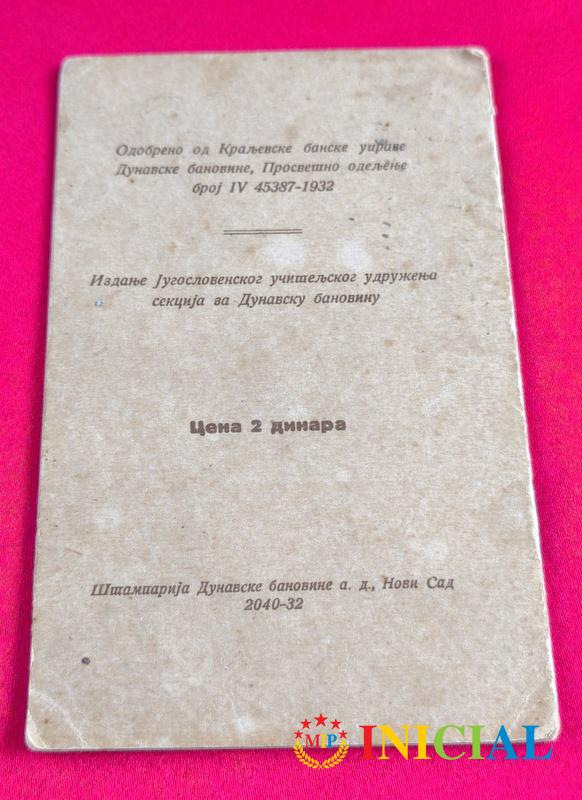 Одобрено од Краљевске банске управе
Дунавске бановине, Просветно одељење
број IV 45387-1932
Издање Југословенског учитељског удружења
секција за Дунавску бановину
Цена 2 динара
Штампарија Дунавске бановине а. д., Нови Сад
2040-32
MP INICIAL